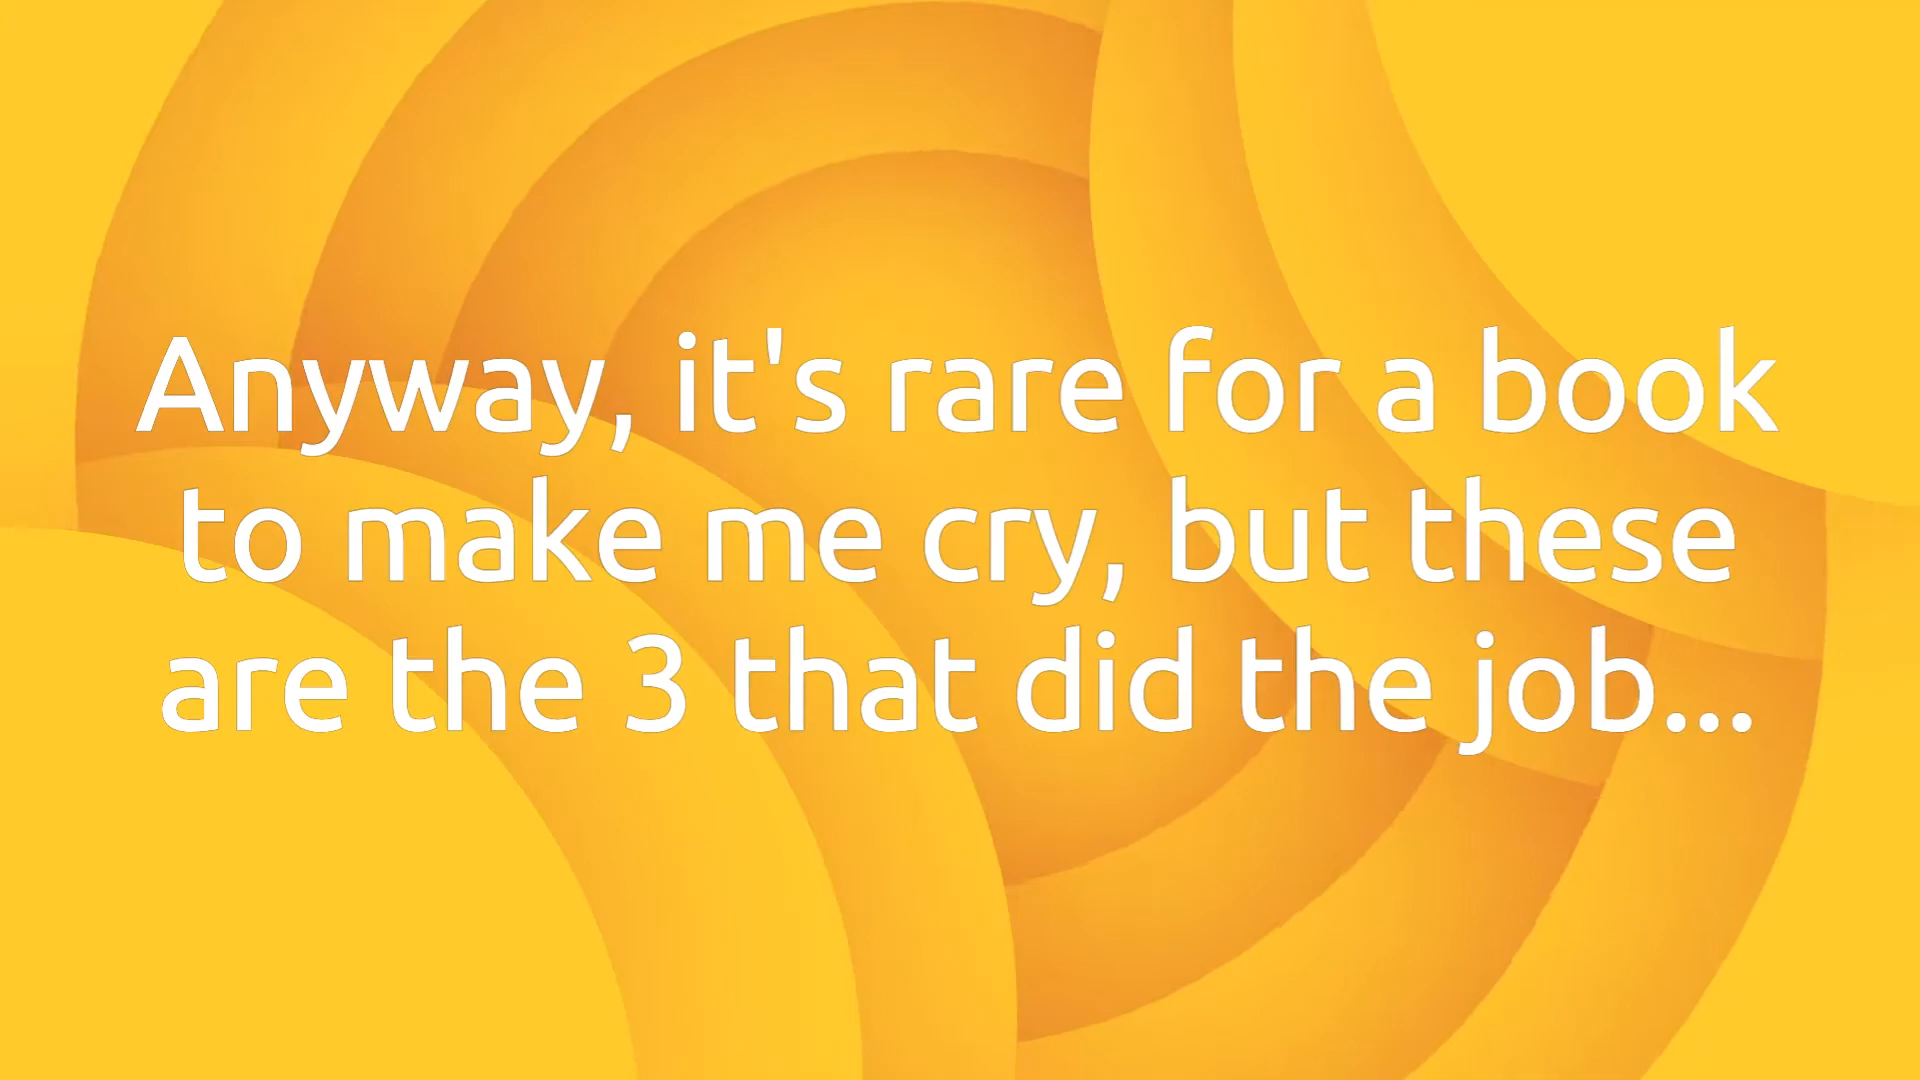 Anyway, it's rare for a book
to make me cry, but these
are the 3 that did the job...